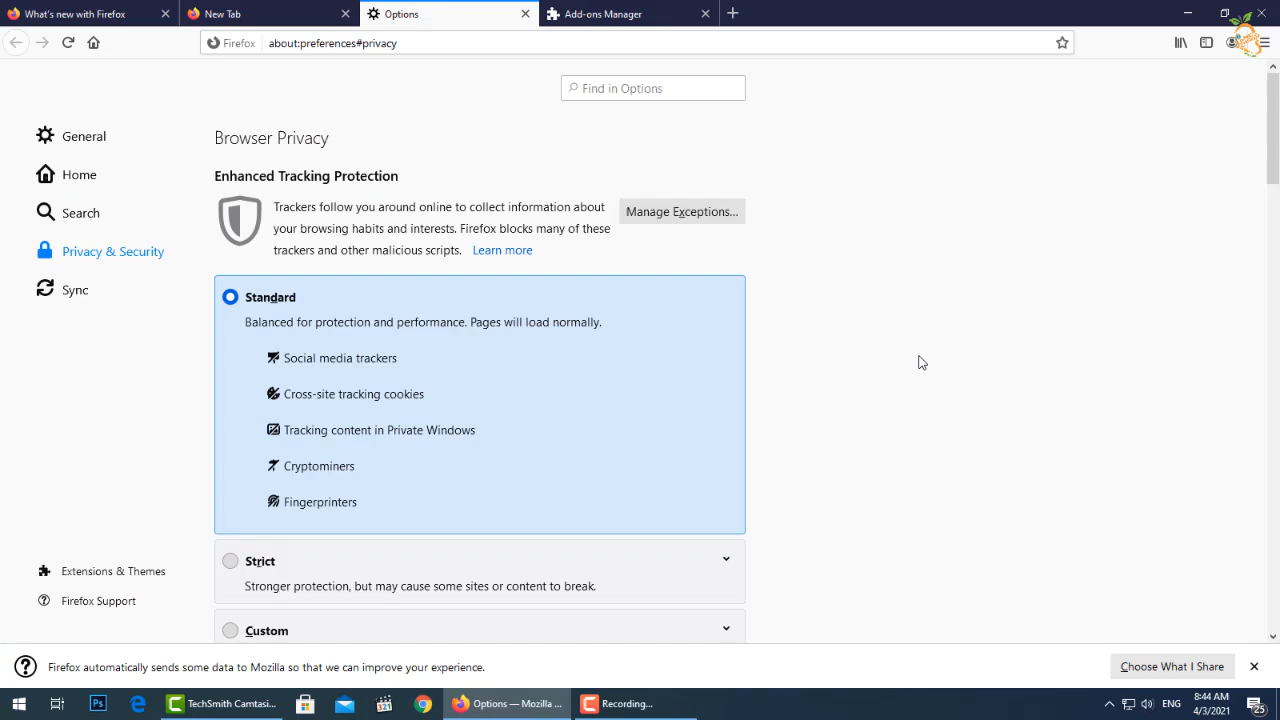 What's new with Firefox
New Tab
Options
Add-ons Manager
Firefox
about:preferences#privacy
Find in Options
General
Home
Search
Privacy & Security
Sync
Extensions & Themes
Firefox Support
Browser Privacy
Enhanced Tracking Protection
Trackers follow you around online to collect information about
your browsing habits and interests. Firefox blocks many of these
trackers and other malicious scripts. Learn more
Manage Exceptions...
Standard
Balanced for protection and performance. Pages will load normally.
Social media trackers
Cross-site tracking cookies
Tracking content in Private Windows
Cryptominers
Fingerprinters
Strict
Stronger protection, but may cause some sites or content to break.
Custom
Firefox automatically sends some data to Mozilla so that we can improve your experience.
Choose What I Share
Ps
TechSmith Camtasi...
Options — Mozilla ...
Recording...
ENG
8:44 AM
4/3/2021
25